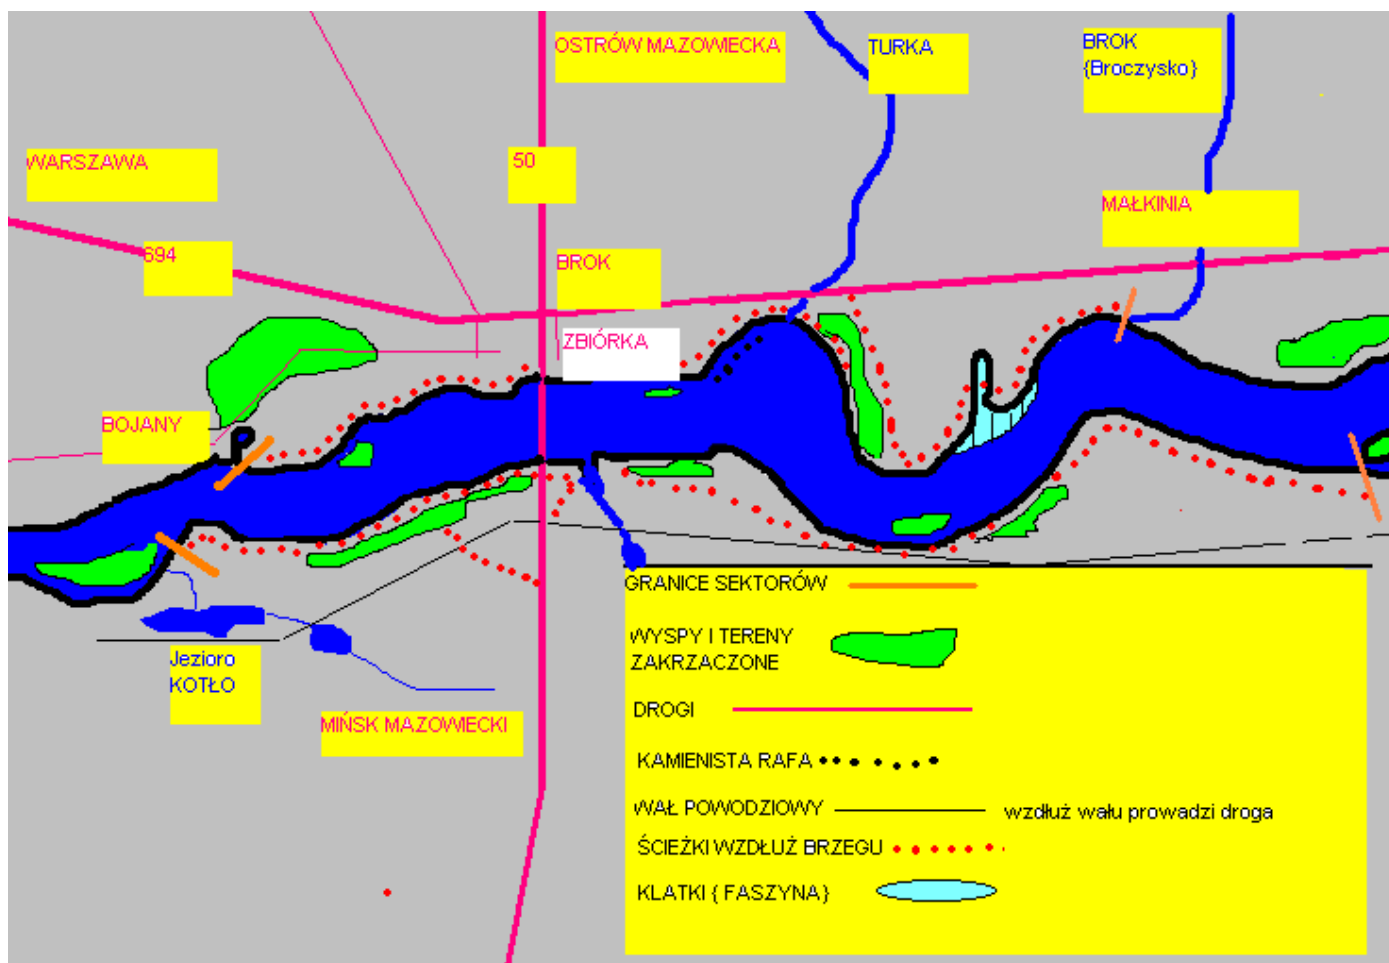 OSTRÓW MAZOWIECKA
TURKA
BROK
{Broczysko}
WARSZAWA
50
MAŁKINIA
694
BROK
ZBIÓRKA
BOJANY
Jezioro
KOTŁO
MIŃSK MAZOWIECKI
GRANICE SEKTORÓW
WYSPY I TERENY
ZAKRZACZONE
DROGI
KAMIENISTA RAFA
WAŁ POWODZIOWY
wzdłuż wału prowadzi droga
ŚCIEŻKI WZDŁUŻ BRZEGU
KLATKI { FASZYNA }